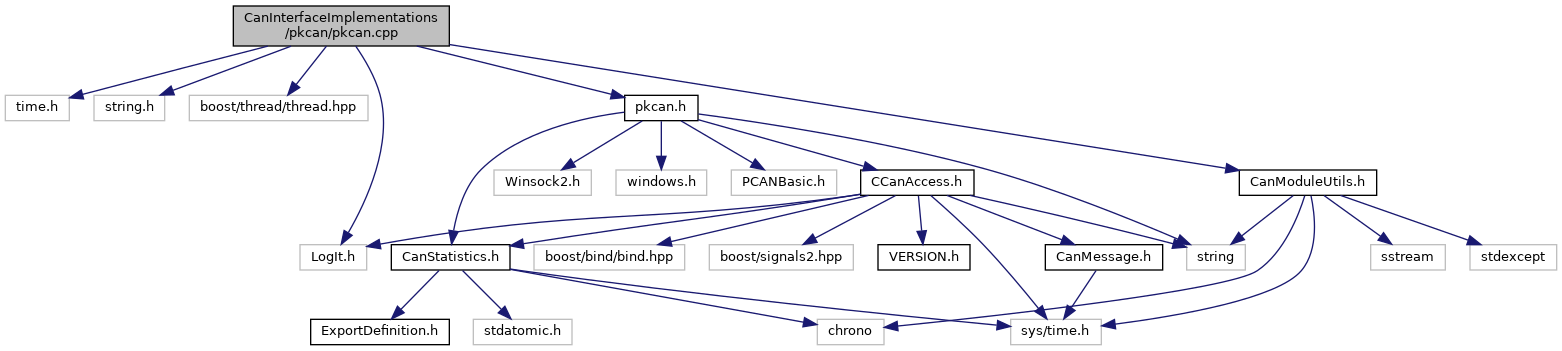 CanInterfaceImplementations
/pkcan/pkcan.cpp
time.h
string.h
boost/thread/thread.hpp
pkcan.h
Winsock2.h
windows.h
PCANBasic.h
CCanAccess.h
CanModuleUtils.h
LogIt.h
CanStatistics.h
boost/bind/bind.hpp
boost/signals2.hpp
VERSION.h
CanMessage.h
string
sstream
stdexcept
ExportDefinition.h
stdatomic.h
chrono
sys/time.h